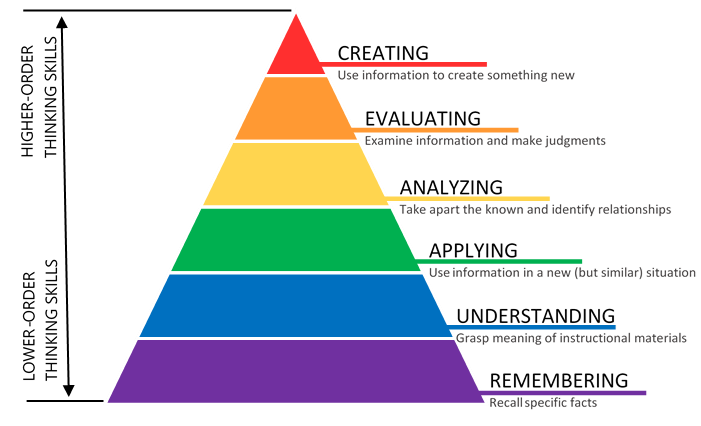 HIGHER-ORDER
THINKING SKILLS
CREATING
Use information to create something new
EVALUATING
Examine information and make judgments
ANALYZING
Take apart the known and identify relationships
APPLYING
Use information in a new (but similar) situation
LOWER-ORDER
THINKING SKILLS
UNDERSTANDING
Grasp meaning of instructional materials
REMEMBERING
Recall specific facts